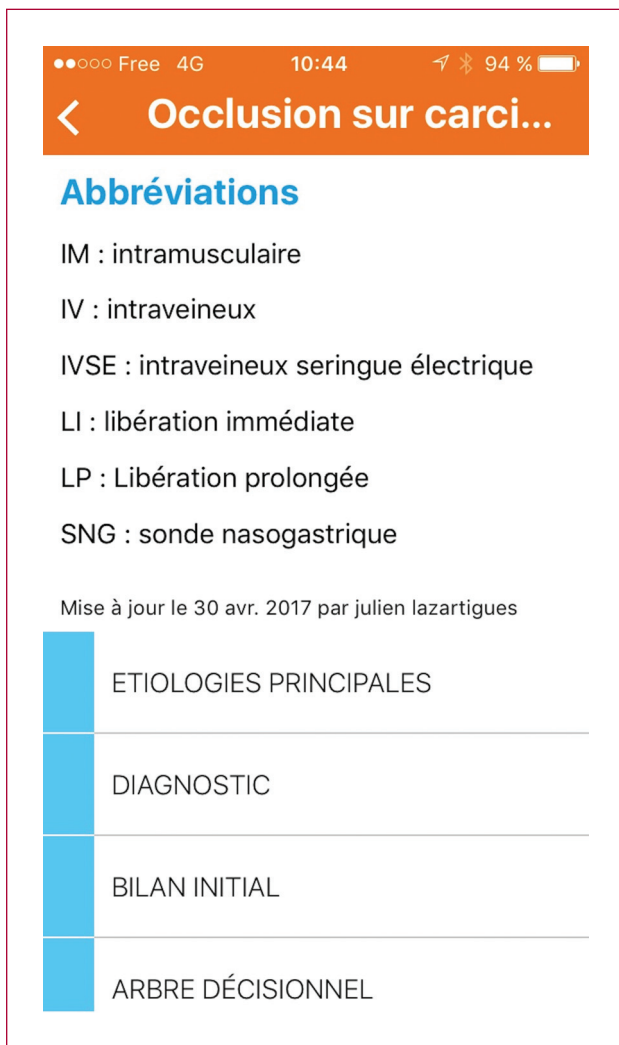 ●●○○○ Free 4G 10:44 94 %
Occlusion sur carci...
Abbréviations
IM : intramusculaire
IV : intraveineux
IVSE : intraveineux seringue électrique
LI : libération immédiate
LP : Libération prolongée
SNG : sonde nasogastrique
Mise à jour le 30 avr. 2017 par julien lazartigues
ETIOLOGIES PRINCIPALES
DIAGNOSTIC
BILAN INITIAL
ARBRE DÉCISIONNEL